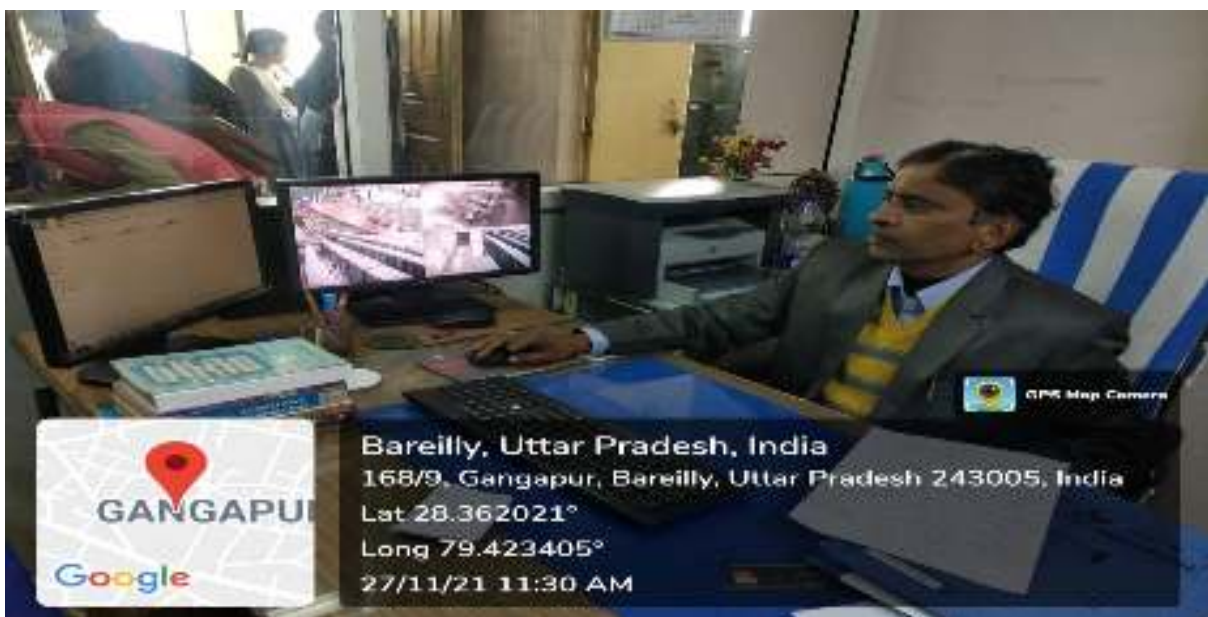 GPS Map Camera
GANGAPUR
Google
Bareilly, Uttar Pradesh, India
168/9, Gangapur, Bareilly, Uttar Pradesh 243005, India
Lat 28.362021°
Long 79.423405°
27/11/21 11:30 AM